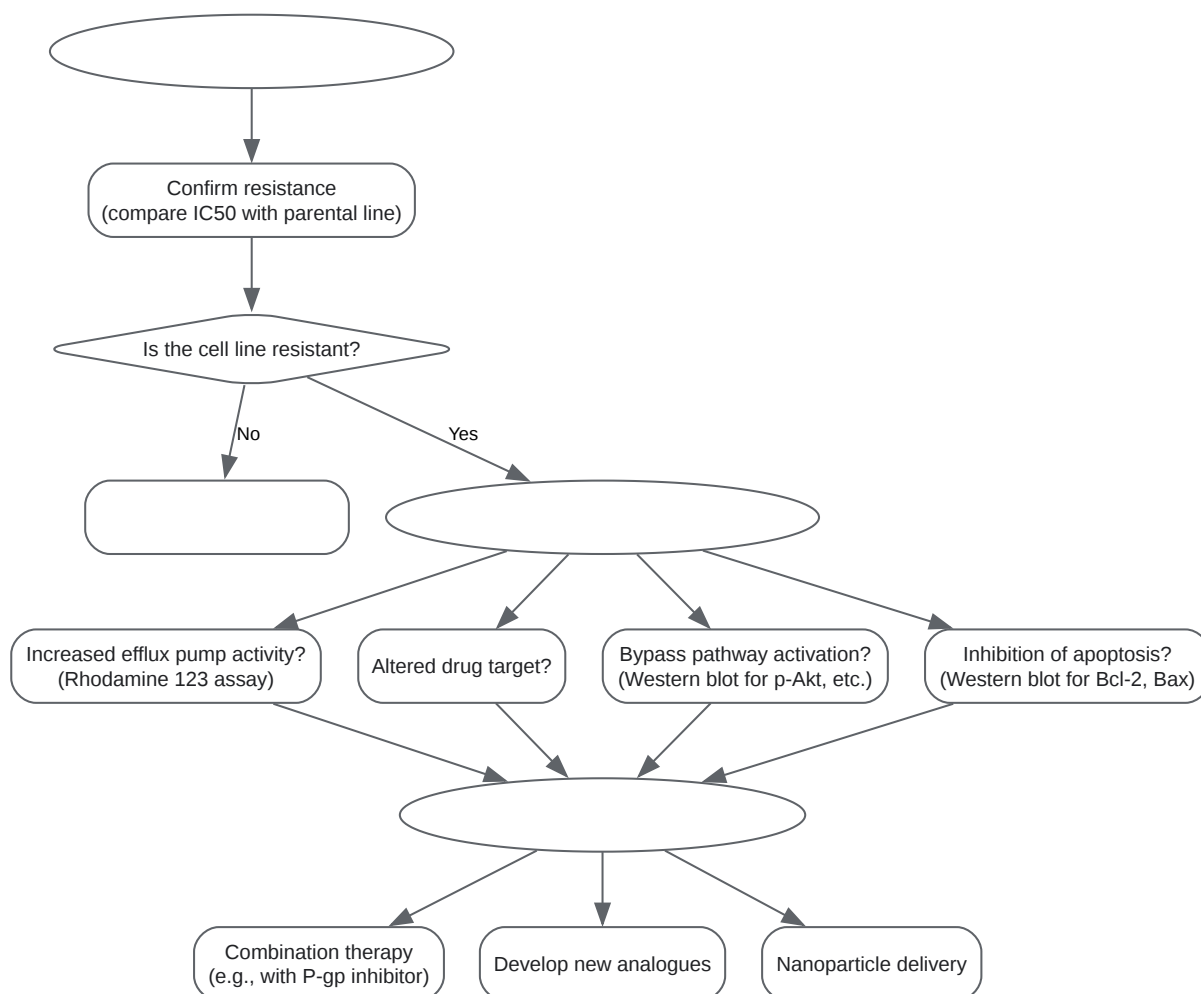 Confirm resistance
(compare IC50 with parental line)
Is the cell line resistant?
No
Yes
Increased efflux pump activity?
(Rhodamine 123 assay)
Altered drug target?
Bypass pathway activation?
(Western blot for p-Akt, etc.)
Inhibition of apoptosis?
(Western blot for Bcl-2, Bax)
Combination therapy
(e.g., with P-gp inhibitor)
Develop new analogues
Nanoparticle delivery